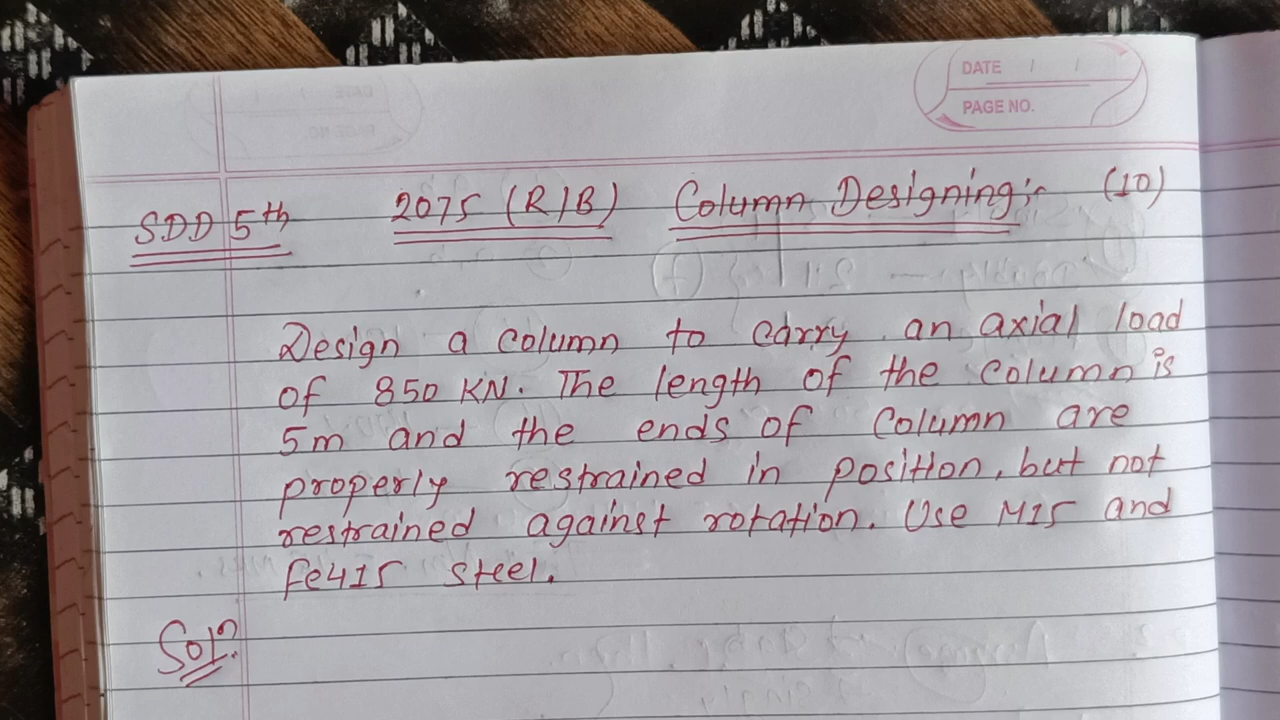 DATE / /
PAGE NO.
SDD 5th 2075 (R/B) Column Designing:- (10)
Design a column to carry an axial load
of 850 KN. The length of the column is
5m and the ends of column are
properly restrained in position, but not
restrained against rotation. Use M15 and
fe415 steel.
Soln.